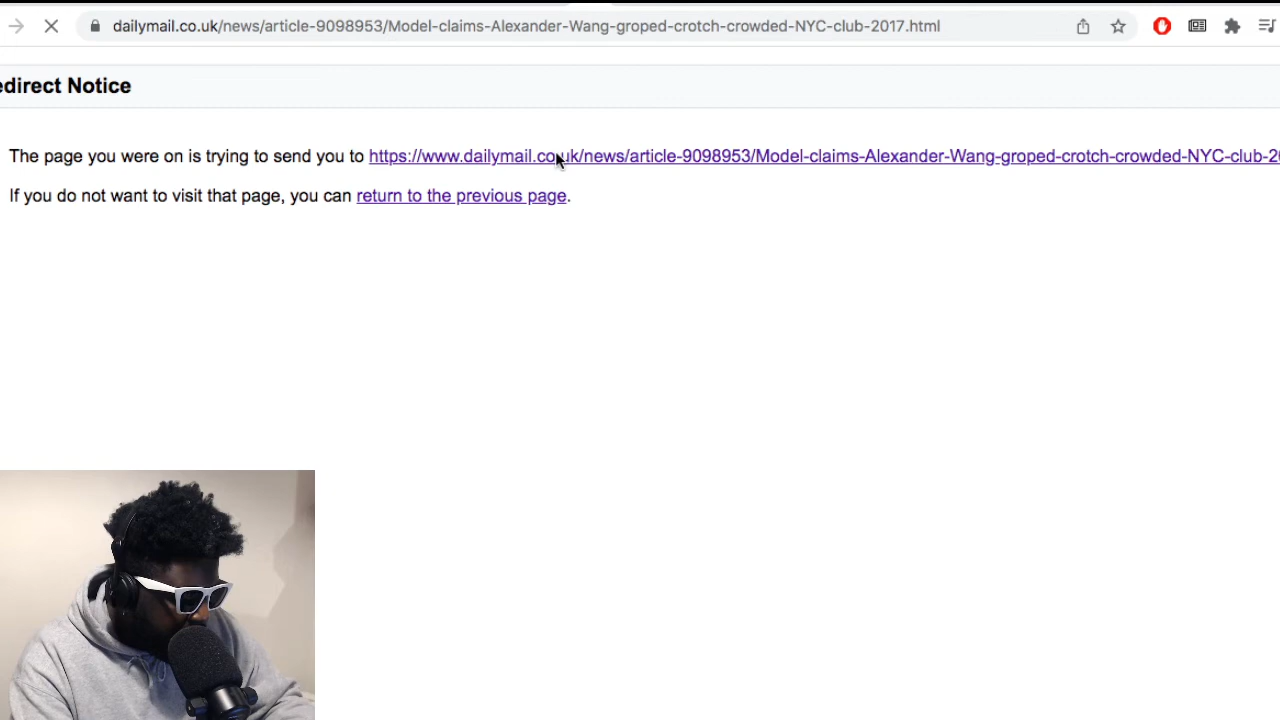 dailymail.co.uk/news/article-9098953/Model-claims-Alexander-Wang-groped-crotch-crowded-NYC-club-2017.html
edirect Notice
The page you were on is trying to send you to https://www.dailymail.co.uk/news/article-9098953/Model-claims-Alexander-Wang-groped-crotch-crowded-NYC-club-20
If you do not want to visit that page, you can return to the previous page.